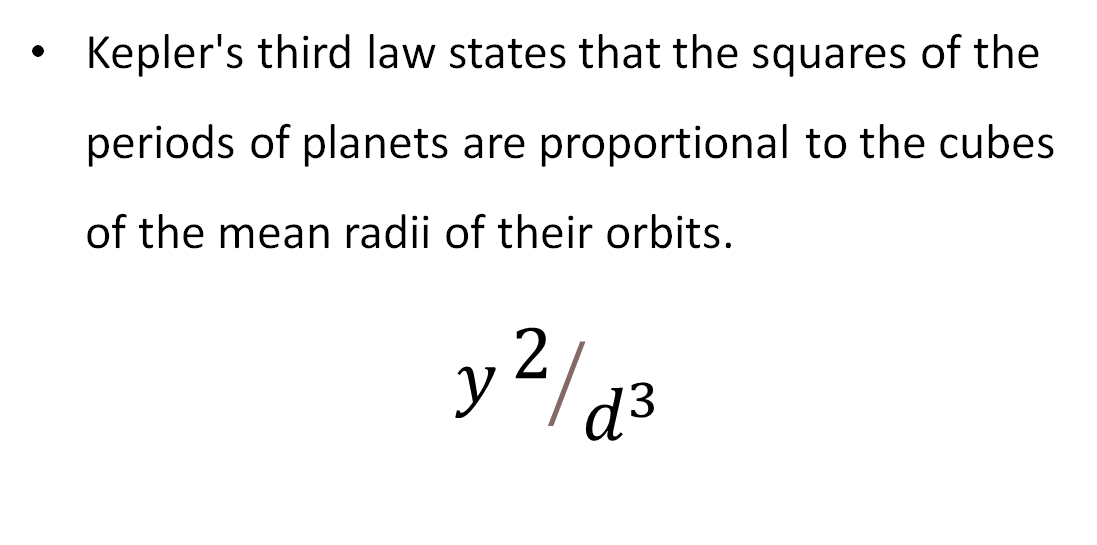 • Kepler's third law states that the squares of the
periods of planets are proportional to the cubes
of the mean radii of their orbits.
y ²/d³